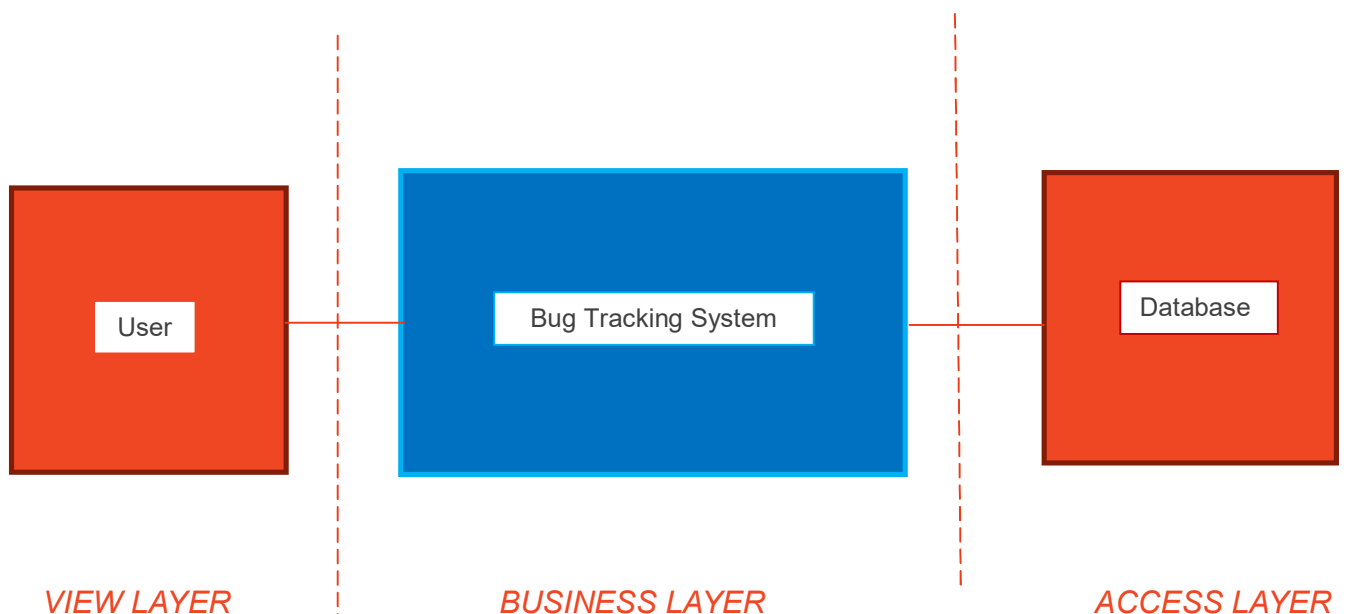 User
Bug Tracking System
Database
VIEW LAYER
BUSINESS LAYER
ACCESS LAYER